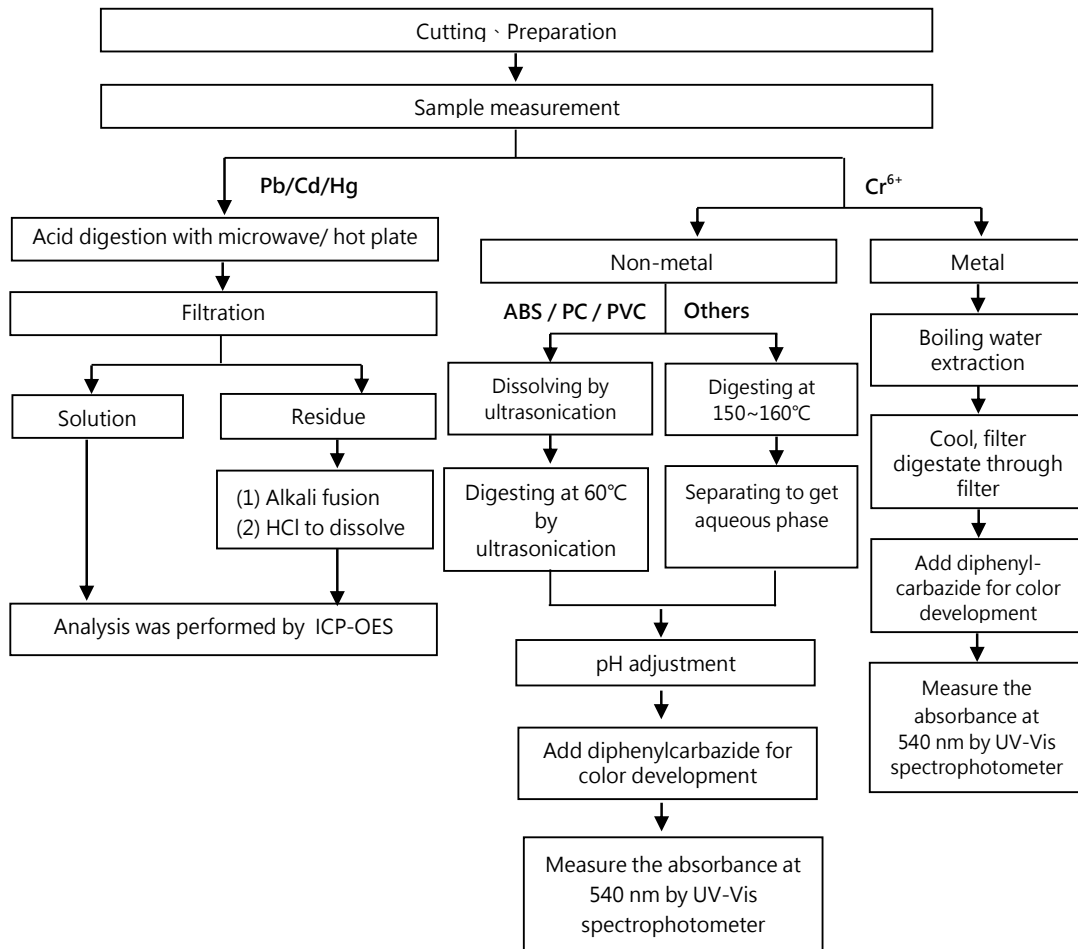 Cutting、Preparation
Sample measurement
Pb/Cd/Hg
Cr⁶⁺
Acid digestion with microwave/ hot plate
Filtration
Solution
Residue
(1) Alkali fusion
(2) HCl to dissolve
Analysis was performed by ICP-OES
Non-metal
ABS / PC / PVC
Others
Dissolving by
ultrasonication
Digesting at
150~160℃
Digesting at 60℃
by
ultrasonication
Separating to get
aqueous phase
pH adjustment
Add diphenylcarbazide for
color development
Measure the absorbance at
540 nm by UV-Vis
spectrophotometer
Metal
Boiling water
extraction
Cool, filter
digestate through
filter
Add diphenyl-
carbazide for color
development
Measure the
absorbance at
540 nm by UV-Vis
spectrophotometer